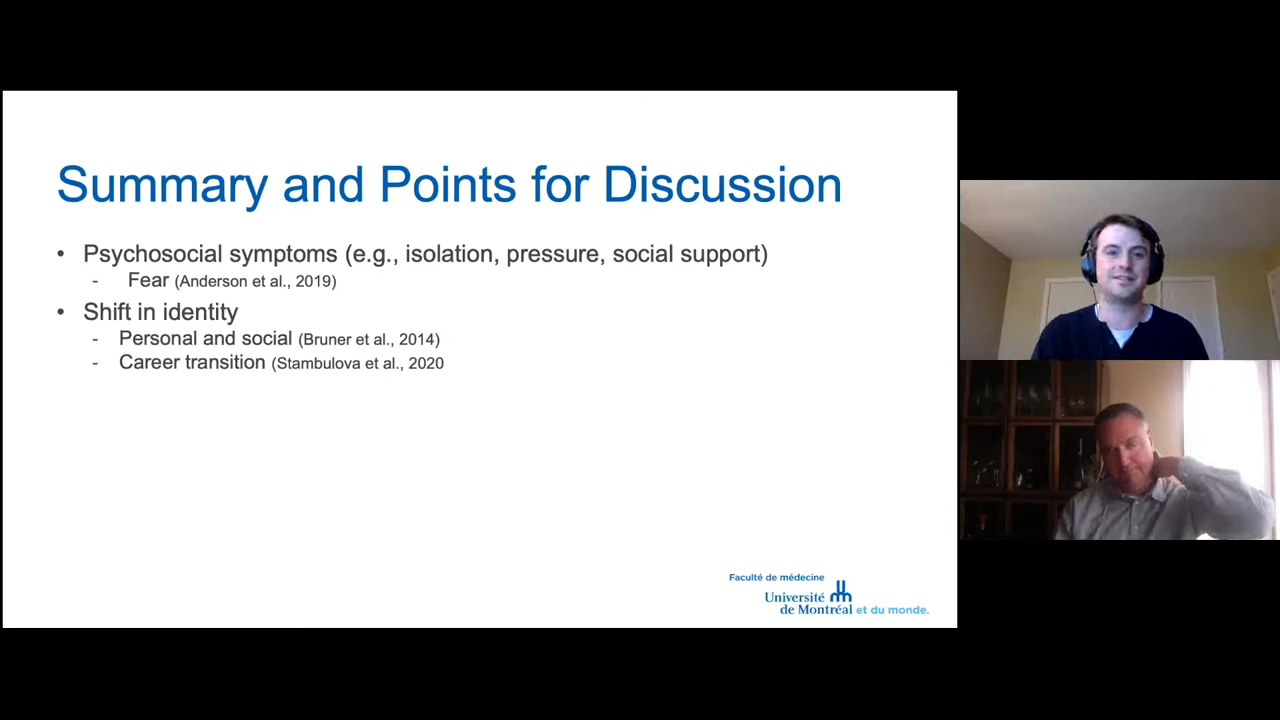 Summary and Points for Discussion
• Psychosocial symptoms (e.g., isolation, pressure, social support)
- Fear (Anderson et al., 2019)
• Shift in identity
- Personal and social (Bruner et al., 2014)
- Career transition (Stambulova et al., 2020
Faculté de médecine
Université
de Montréal et du monde.